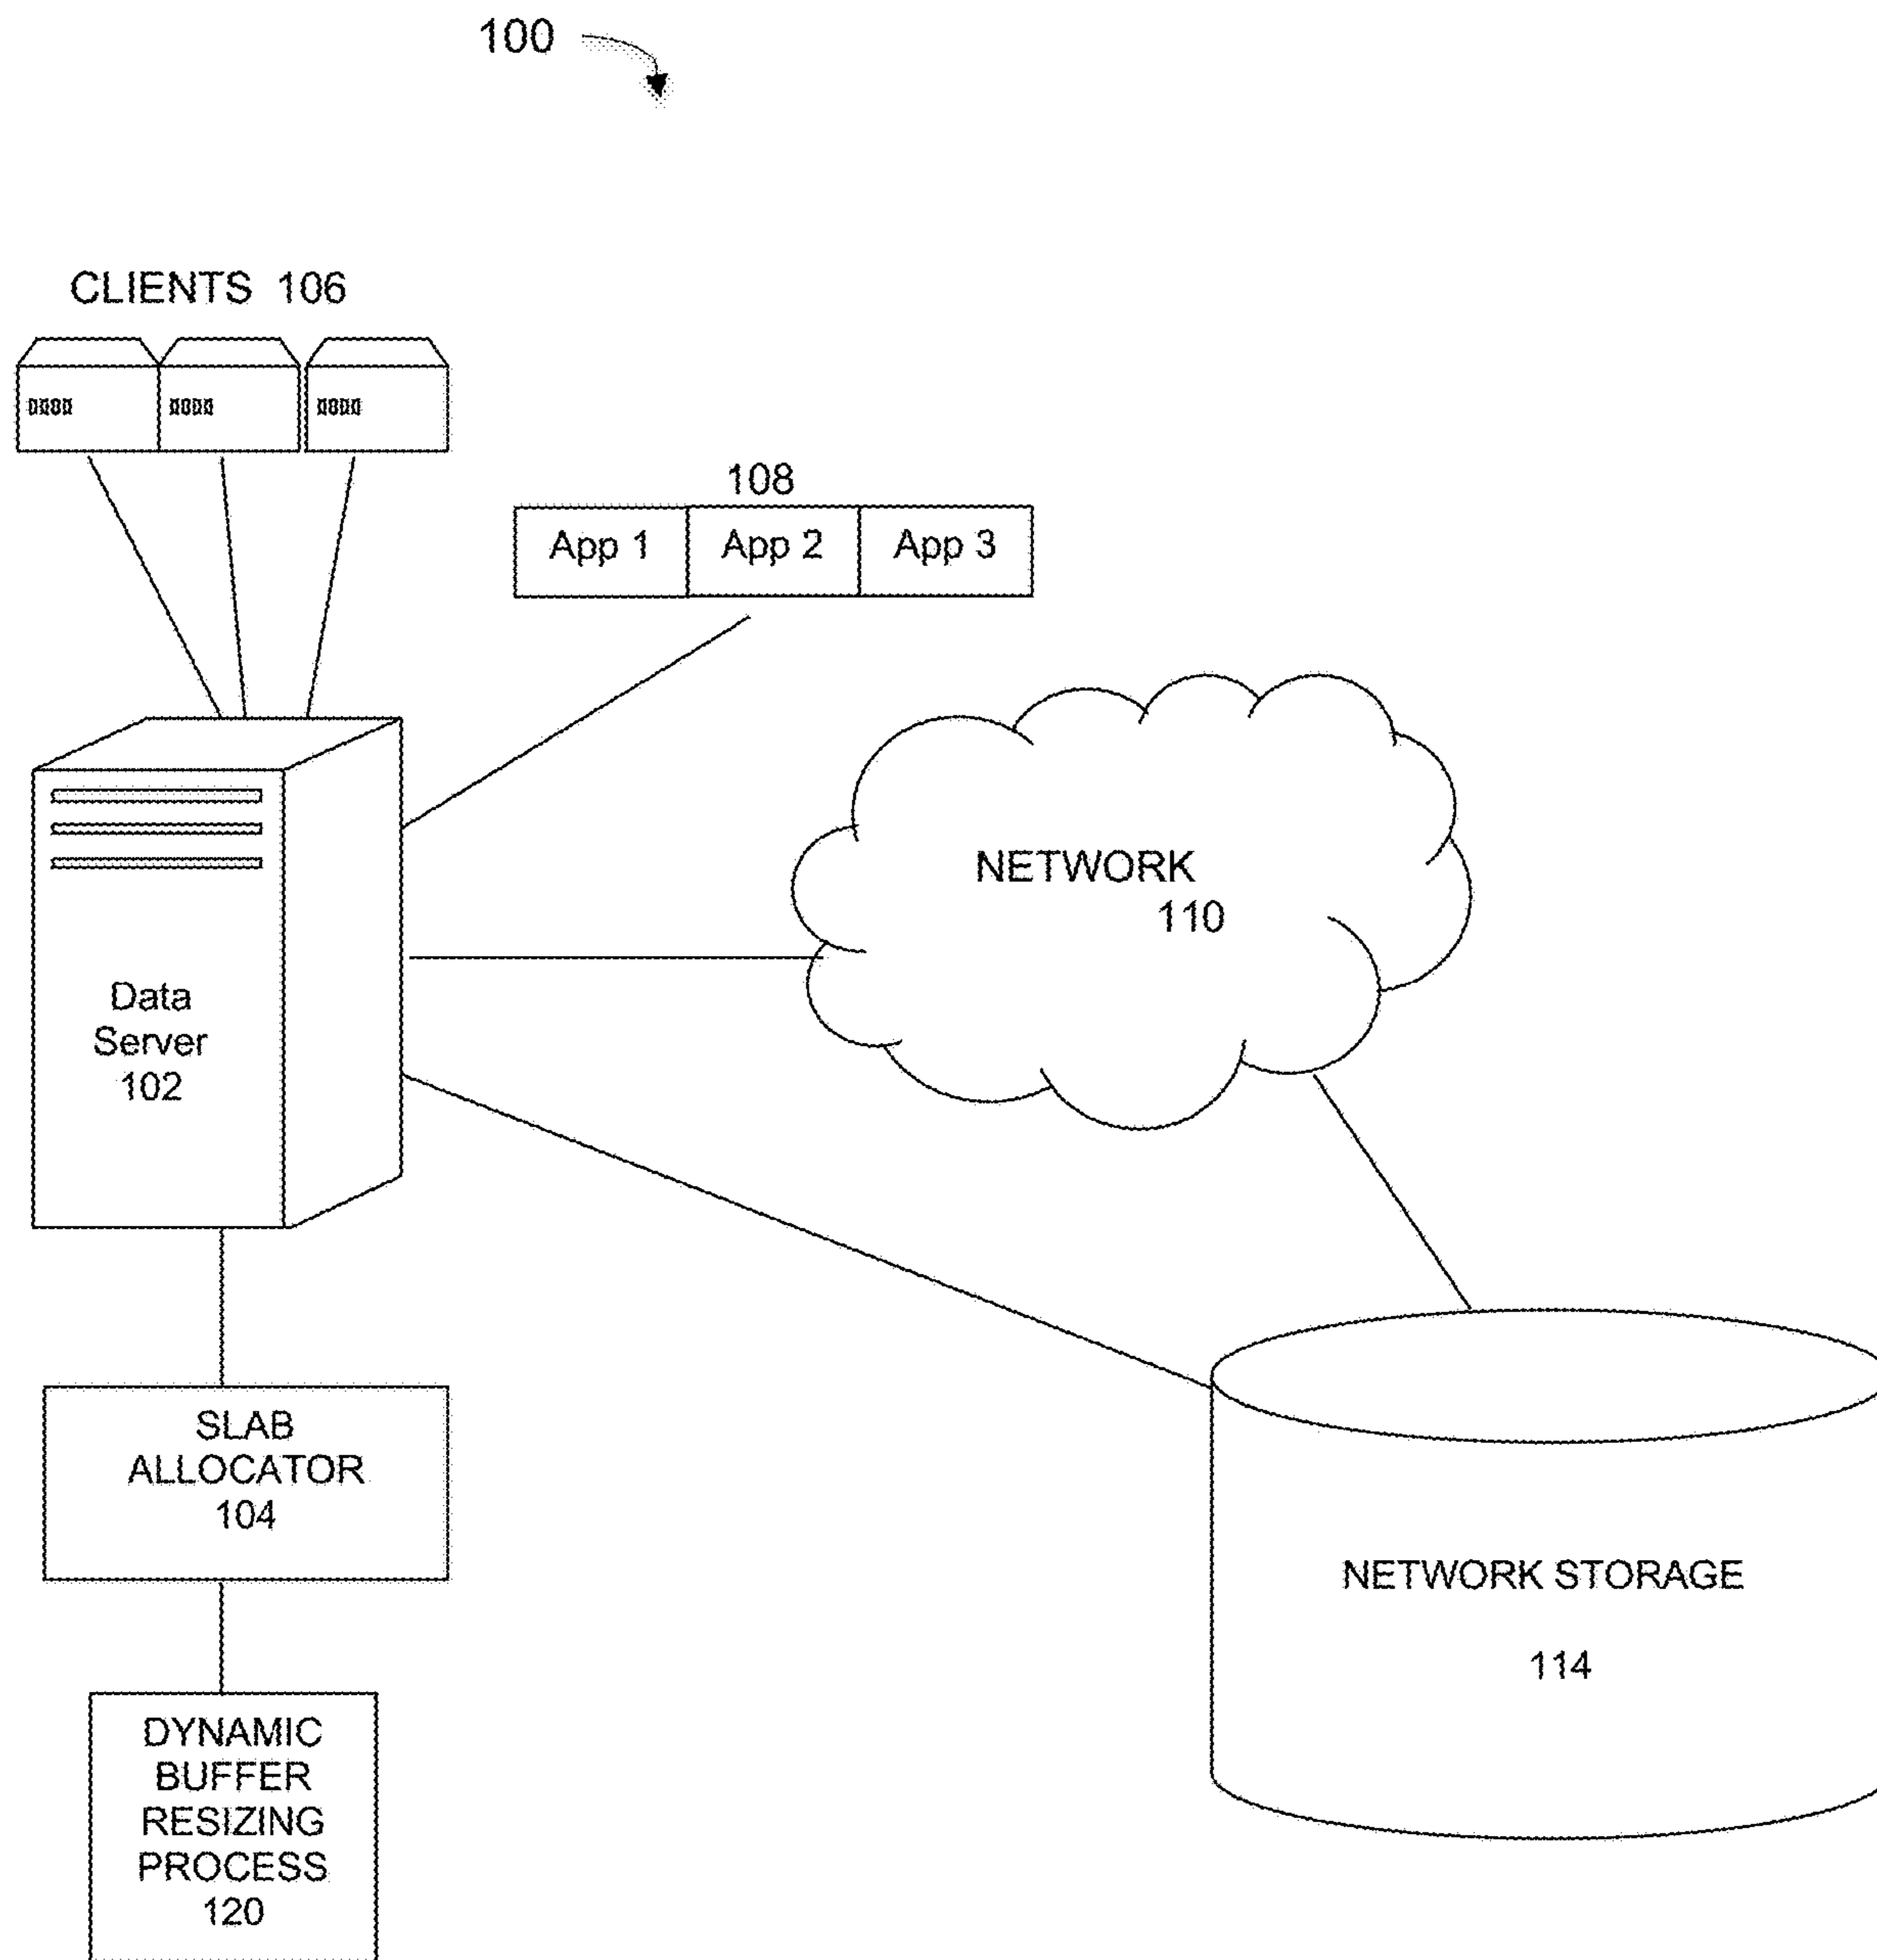 100
CLIENTS 106
108
App 1 App 2 App 3
NETWORK
110
Data
Server
102
SLAB
ALLOCATOR
104
NETWORK STORAGE
114
DYNAMIC
BUFFER
RESIZING
PROCESS
120